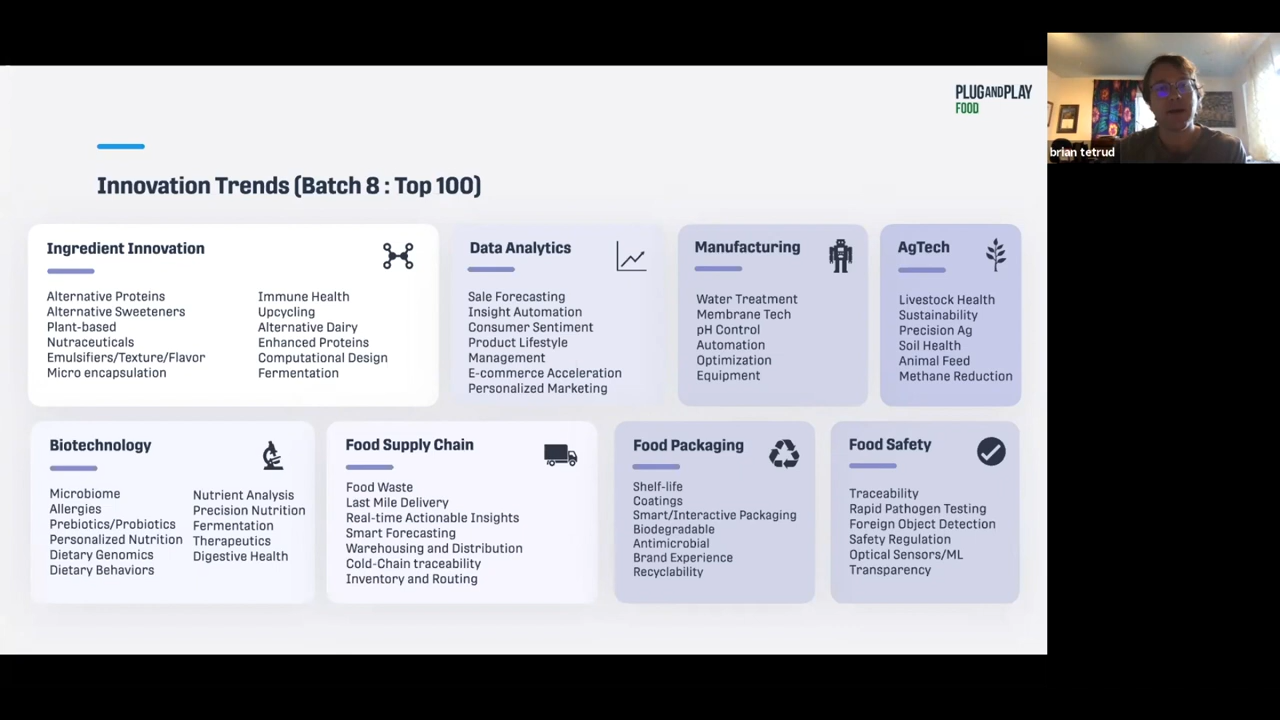 PLUGANDPLAY
FOOD
brian tetrud
Innovation Trends (Batch 8 : Top 100)
Ingredient Innovation
Alternative Proteins
Alternative Sweeteners
Plant-based
Nutraceuticals
Emulsifiers/Texture/Flavor
Micro encapsulation
Immune Health
Upcycling
Alternative Dairy
Enhanced Proteins
Computational Design
Fermentation
Data Analytics
Sale Forecasting
Insight Automation
Consumer Sentiment
Product Lifestyle
Management
E-commerce Acceleration
Personalized Marketing
Manufacturing
Water Treatment
Membrane Tech
pH Control
Automation
Optimization
Equipment
AgTech
Livestock Health
Sustainability
Precision Ag
Soil Health
Animal Feed
Methane Reduction
Biotechnology
Microbiome
Allergies
Prebiotics/Probiotics
Personalized Nutrition
Dietary Genomics
Dietary Behaviors
Nutrient Analysis
Precision Nutrition
Fermentation
Therapeutics
Digestive Health
Food Supply Chain
Food Waste
Last Mile Delivery
Real-time Actionable Insights
Smart Forecasting
Warehousing and Distribution
Cold-Chain traceability
Inventory and Routing
Food Packaging
Shelf-life
Coatings
Smart/Interactive Packaging
Biodegradable
Antimicrobial
Brand Experience
Recyclability
Food Safety
Traceability
Rapid Pathogen Testing
Foreign Object Detection
Safety Regulation
Optical Sensors/ML
Transparency